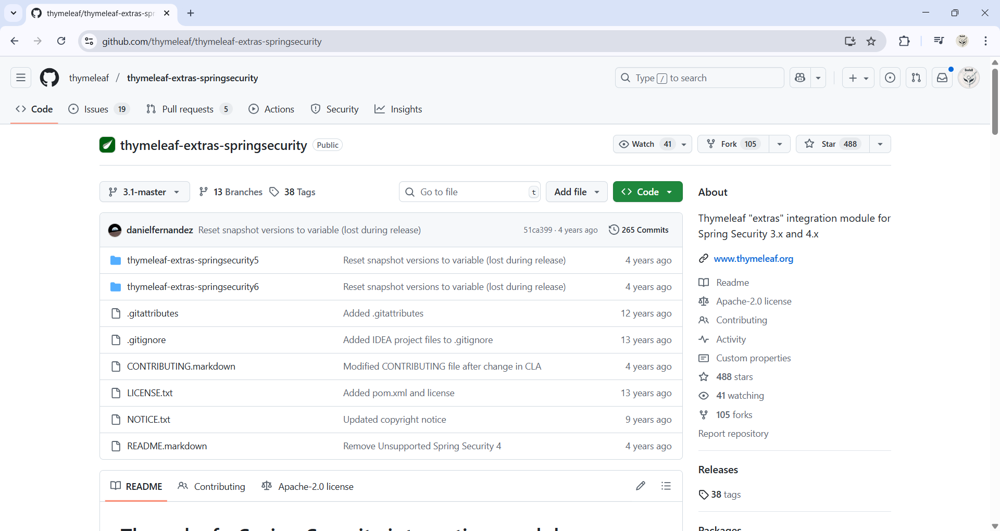 thymeleaf/thymeleaf-extras-spr
github.com/thymeleaf/thymeleaf-extras-springsecurity
thymeleaf / thymeleaf-extras-springsecurity
Type / to search
Code
Issues 19
Pull requests 5
Actions
Security
Insights
thymeleaf-extras-springsecurity Public
Watch 41
Fork 105
Star 488
3.1-master
13 Branches
38 Tags
Go to file t
Add file
Code
danielfernandez Reset snapshot versions to variable (lost during release) 51ca399 · 4 years ago 265 Commits
thymeleaf-extras-springsecurity5 Reset snapshot versions to variable (lost during release) 4 years ago
thymeleaf-extras-springsecurity6 Reset snapshot versions to variable (lost during release) 4 years ago
.gitattributes Added .gitattributes 12 years ago
.gitignore Added IDEA project files to .gitignore 13 years ago
CONTRIBUTING.markdown Modified CONTRIBUTING file after change in CLA 4 years ago
LICENSE.txt Added pom.xml and license 13 years ago
NOTICE.txt Updated copyright notice 9 years ago
README.markdown Remove Unsupported Spring Security 4 4 years ago
README
Contributing
Apache-2.0 license
About
Thymeleaf "extras" integration module for
Spring Security 3.x and 4.x
www.thymeleaf.org
Readme
Apache-2.0 license
Contributing
Activity
Custom properties
488 stars
41 watching
105 forks
Report repository
Releases
38 tags
Packages